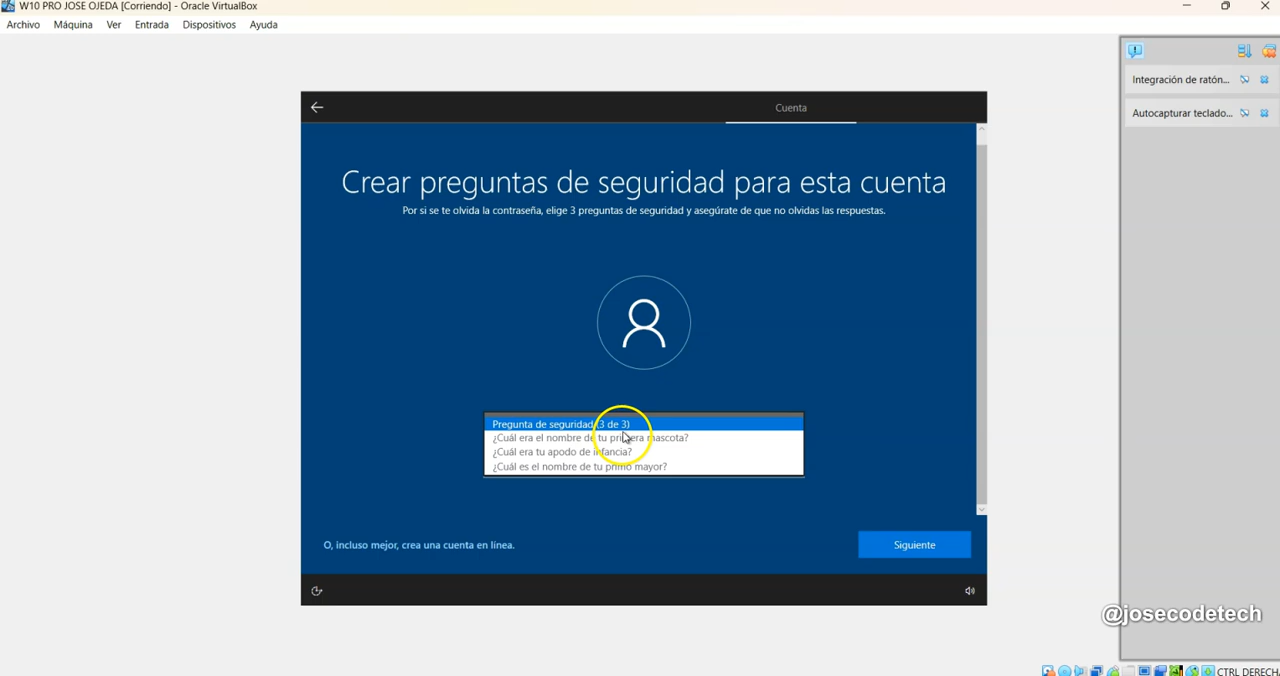 W10 PRO JOSE OJEDA [Corriendo] - Oracle VirtualBox
Archivo Máquina Ver Entrada Dispositivos Ayuda
Integración de ratón...
Autocapturar teclado...
Cuenta
Crear preguntas de seguridad para esta cuenta
Por si se te olvida la contraseña, elige 3 preguntas de seguridad y asegúrate de que no olvidas las respuestas.
Pregunta de seguridad (3 de 3)
¿Cuál era el nombre de tu primera mascota?
¿Cuál era tu apodo de infancia?
¿Cuál es el nombre de tu primo mayor?
O, incluso mejor, crea una cuenta en línea.
Siguiente
@josecodetech
CTRL DERECHA